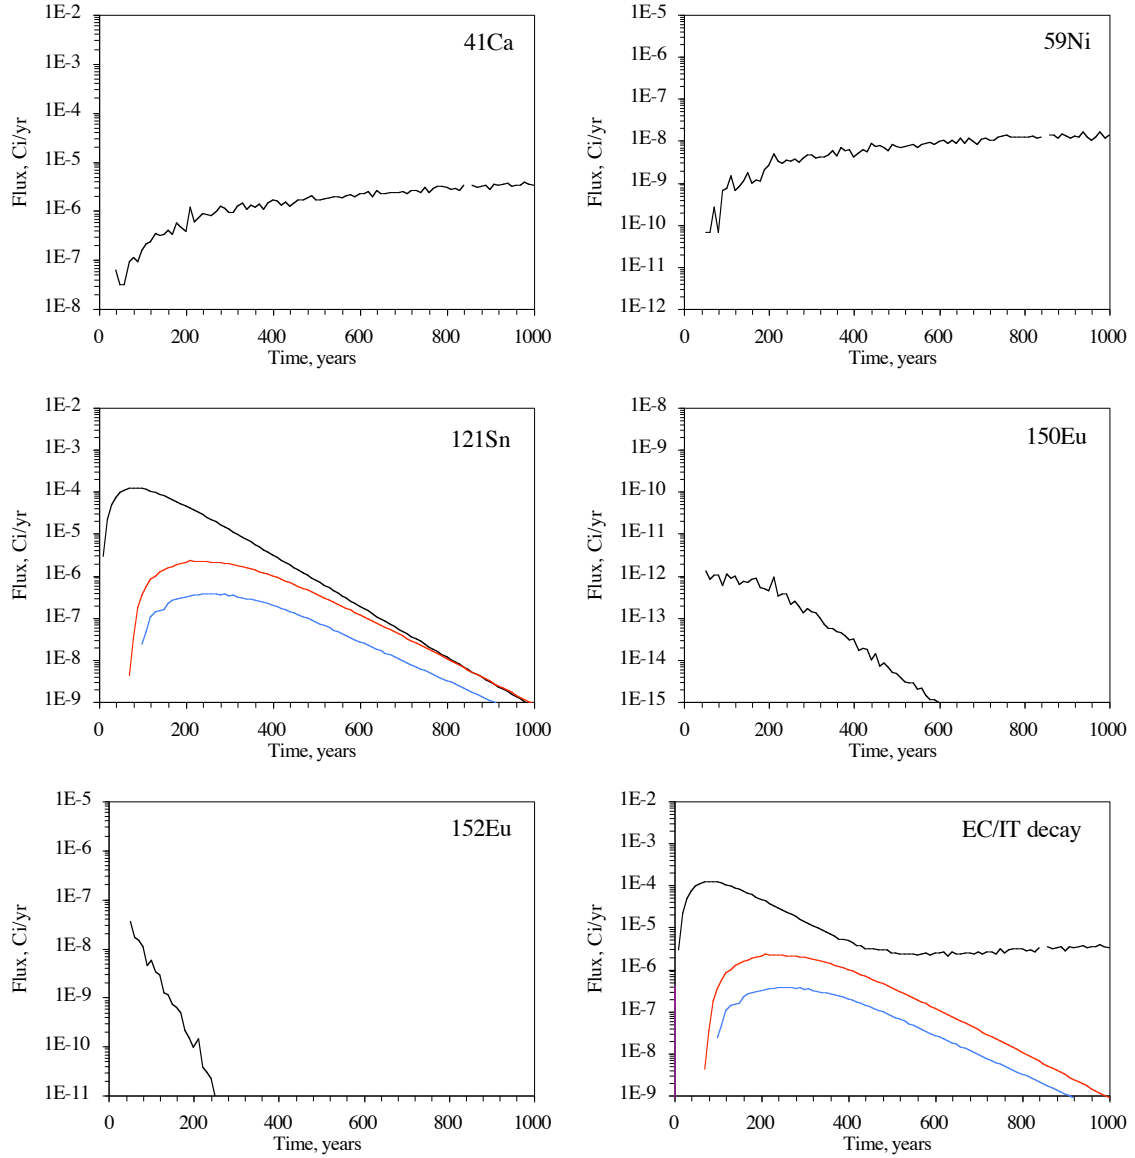 41Ca
Flux, Ci/yr
1E-2
1E-3
1E-4
1E-5
1E-6
1E-7
1E-8
0 200 400 600 800 1000
Time, years
59Ni
Flux, Ci/yr
1E-5
1E-6
1E-7
1E-8
1E-9
1E-10
1E-11
1E-12
0 200 400 600 800 1000
Time, years
121Sn
Flux, Ci/yr
1E-2
1E-3
1E-4
1E-5
1E-6
1E-7
1E-8
1E-9
0 200 400 600 800 1000
Time, years
150Eu
Flux, Ci/yr
1E-8
1E-9
1E-10
1E-11
1E-12
1E-13
1E-14
1E-15
0 200 400 600 800 1000
Time, years
152Eu
Flux, Ci/yr
1E-5
1E-6
1E-7
1E-8
1E-9
1E-10
1E-11
0 200 400 600 800 1000
Time, years
EC/IT decay
Flux, Ci/yr
1E-2
1E-3
1E-4
1E-5
1E-6
1E-7
1E-8
1E-9
0 200 400 600 800 1000
Time, years